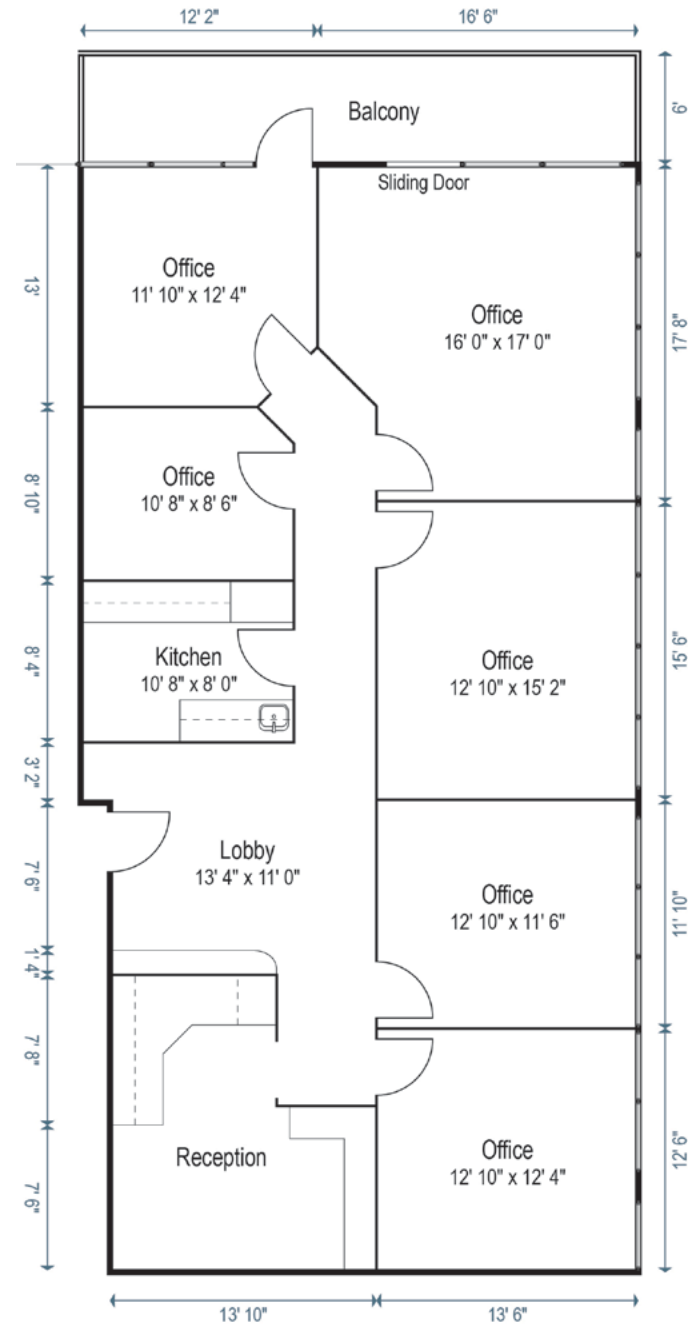 12' 2"
16' 6"
Balcony
6'
Sliding Door
13'
Office
11' 10" x 12' 4"
Office
16' 0" x 17' 0"
17' 8"
8' 10"
Office
10' 8" x 8' 6"
8' 4"
Kitchen
10' 8" x 8' 0"
Office
12' 10" x 15' 2"
15' 6"
3' 2"
7' 6"
Lobby
13' 4" x 11' 0"
Office
12' 10" x 11' 6"
11' 10"
1' 4"
7' 8"
Reception
Office
12' 10" x 12' 4"
12' 6"
7' 6"
13' 10"
13' 6"